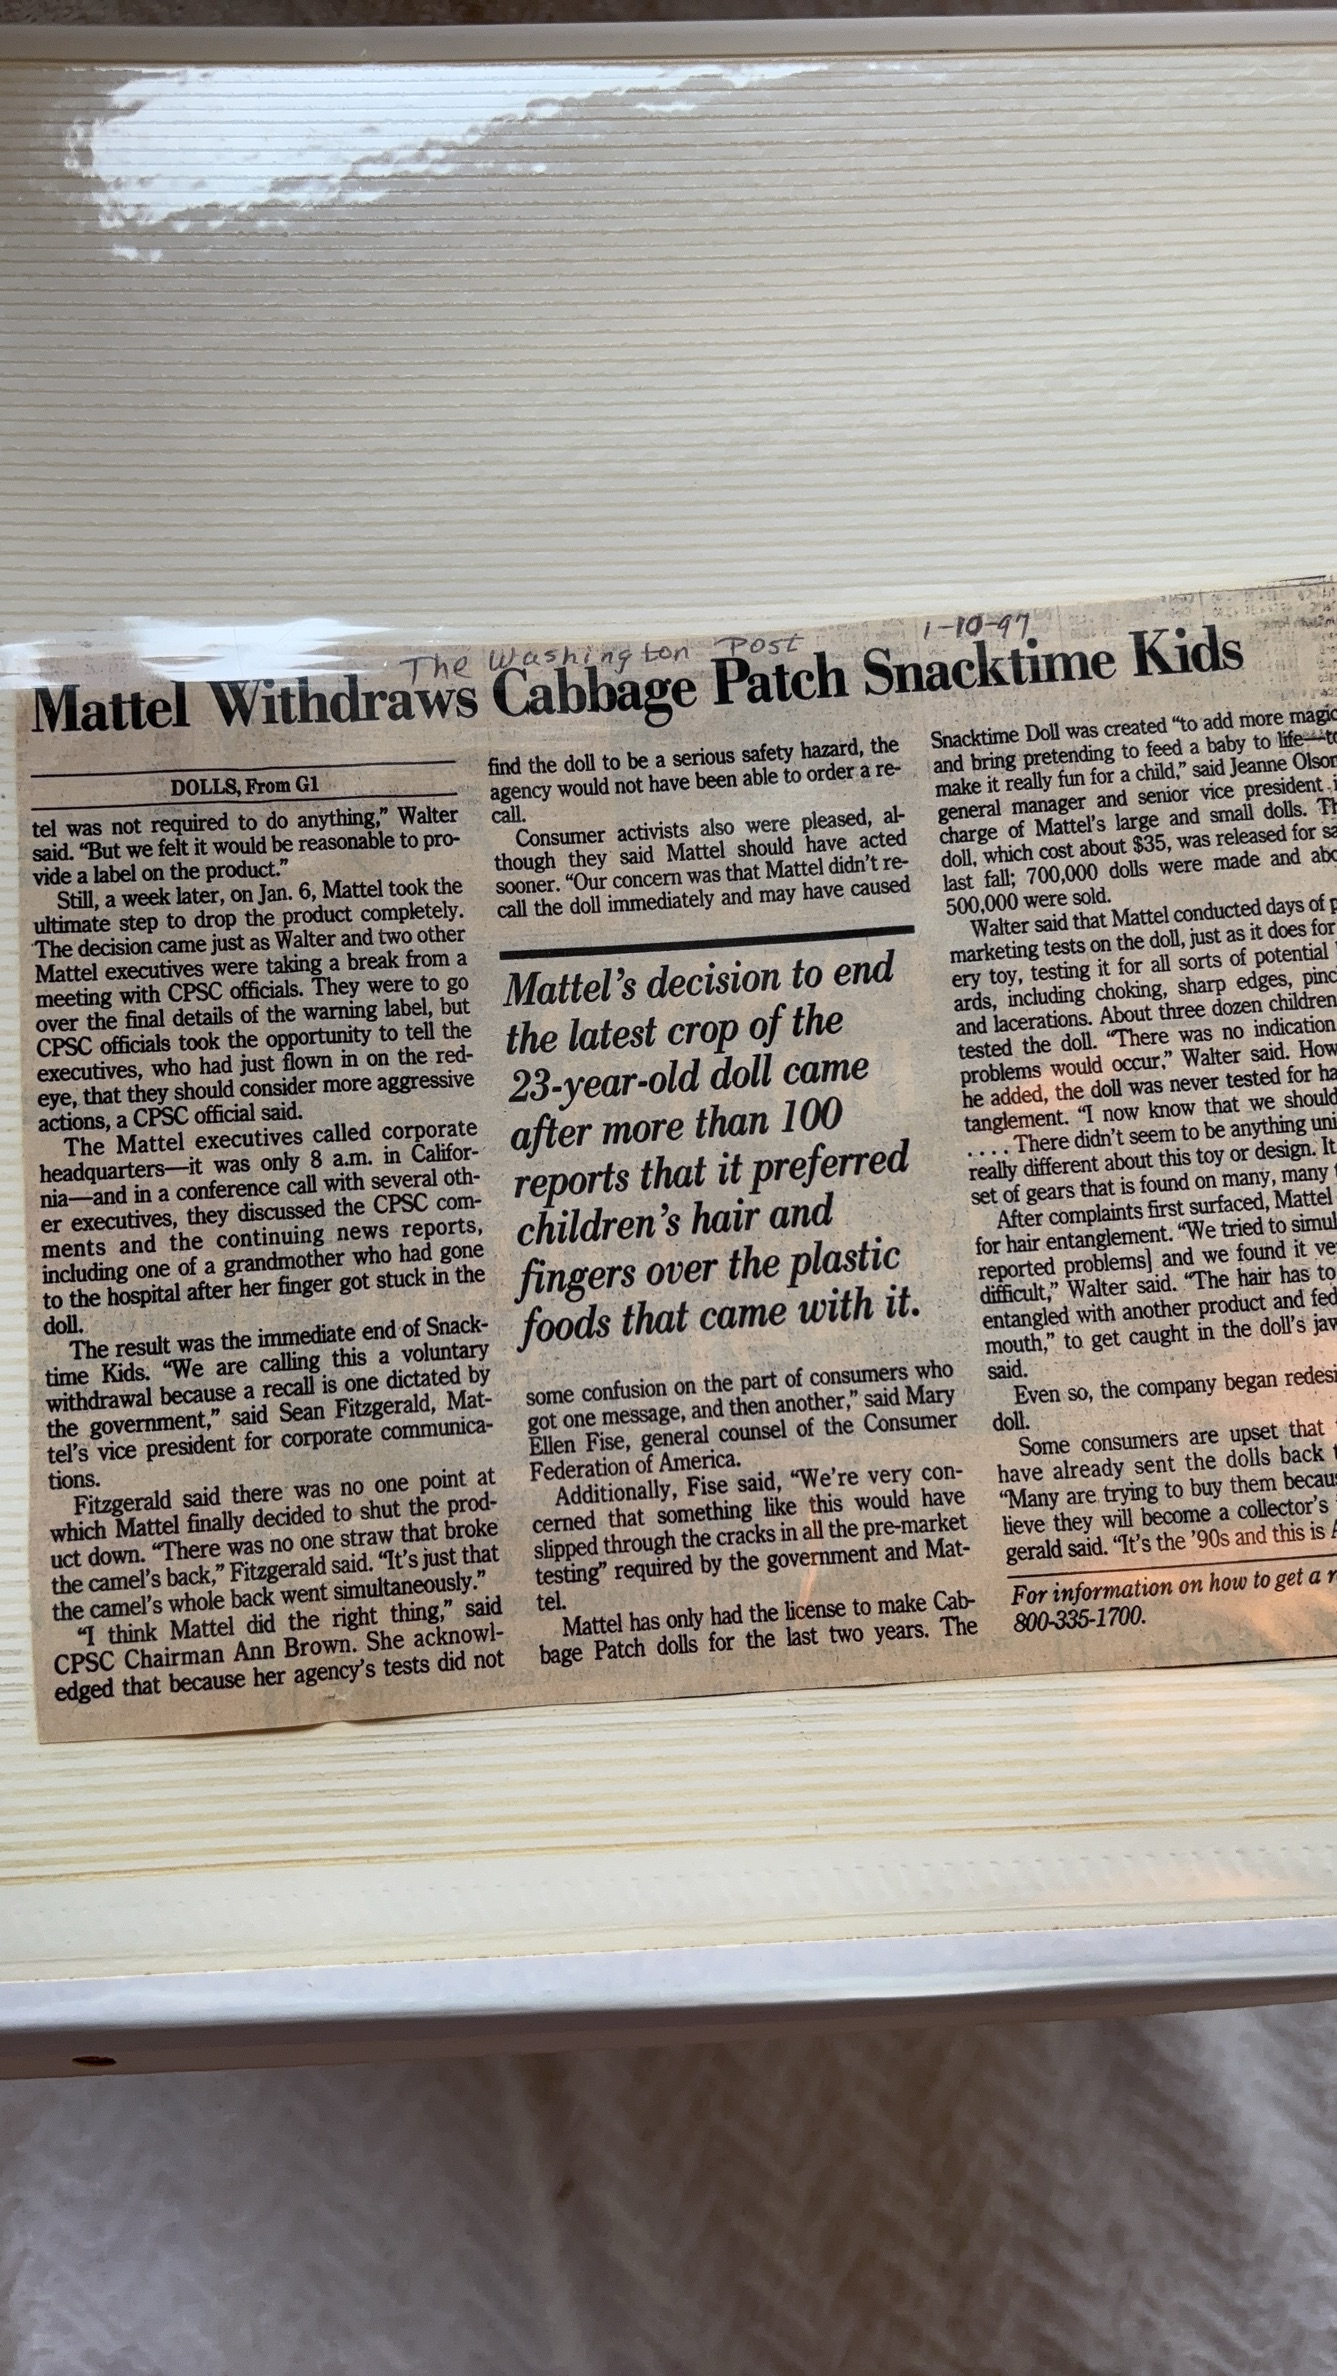 The Washington Post 1-10-97
Mattel Withdraws Cabbage Patch Snacktime Kids
DOLLS, From G1
tel was not required to do anything,” Walter
said. “But we felt it would be reasonable to pro-
vide a label on the product.”
Still, a week later, on Jan. 6, Mattel took the
ultimate step to drop the product completely.
The decision came just as Walter and two other
Mattel executives were taking a break from a
meeting with CPSC officials. They were to go
over the final details of the warning label, but
CPSC officials took the opportunity to tell the
executives, who had just flown in on the red-
eye, that they should consider more aggressive
actions, a CPSC official said.
The Mattel executives called corporate
headquarters—it was only 8 a.m. in Califor-
nia—and in a conference call with several oth-
er executives, they discussed the CPSC com-
ments and the continuing news reports,
including one of a grandmother who had gone
to the hospital after her finger got stuck in the
doll.
The result was the immediate end of Snack-
time Kids. “We are calling this a voluntary
withdrawal because a recall is one dictated by
the government,” said Sean Fitzgerald, Mat-
tel’s vice president for corporate communica-
tions.
Fitzgerald said there was no one point at
which Mattel finally decided to shut the prod-
uct down. “There was no one straw that broke
the camel’s back,” Fitzgerald said. “It’s just that
the camel’s whole back went simultaneously.”
“I think Mattel did the right thing,” said
CPSC Chairman Ann Brown. She acknowl-
edged that because her agency’s tests did not
find the doll to be a serious safety hazard, the
agency would not have been able to order a re-
call.
Consumer activists also were pleased, al-
though they said Mattel should have acted
sooner. “Our concern was that Mattel didn’t re-
call the doll immediately and may have caused
Mattel’s decision to end
the latest crop of the
23-year-old doll came
after more than 100
reports that it preferred
children’s hair and
fingers over the plastic
foods that came with it.
some confusion on the part of consumers who
got one message, and then another,” said Mary
Ellen Fise, general counsel of the Consumer
Federation of America.
Additionally, Fise said, “We’re very con-
cerned that something like this would have
slipped through the cracks in all the pre-market
testing” required by the government and Mat-
tel.
Mattel has only had the license to make Cab-
bage Patch dolls for the last two years. The
Snacktime Doll was created “to add more magic
and bring pretending to feed a baby to life—to
make it really fun for a child,” said Jeanne Olson
general manager and senior vice president
charge of Mattel’s large and small dolls.
doll, which cost about $35, was released for
last fall; 700,000 dolls were made and
500,000 were sold.
Walter said that Mattel conducted days of
marketing tests on the doll, just as it does for
ery toy, testing it for all sorts of potential
ards, including choking, sharp edges,
and lacerations. About three dozen children
tested the doll. “There was no indication
problems would occur,” Walter said.
he added, the doll was never tested for
tanglement. “I now know that we should
. . . . There didn’t seem to be anything
really different about this toy or design. It
set of gears that is found on many, many
After complaints first surfaced, Mattel
for hair entanglement. “We tried to
reported problems] and we found it
difficult,” Walter said. “The hair has to
entangled with another product and fed
mouth,” to get caught in the doll’s
said.
Even so, the company began
doll.
Some consumers are upset that
have already sent the dolls back
“Many are trying to buy them
lieve they will become a collector’s
gerald said. “It’s the ’90s and this is
For information on how to get a
800-335-1700.